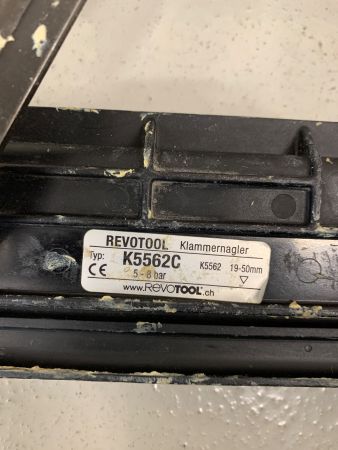 REVOTOOL Klammernagler
Typ: K5562C K5562 19-50mm
CE 5 - 8 bar
www.REVOTOOL®.ch